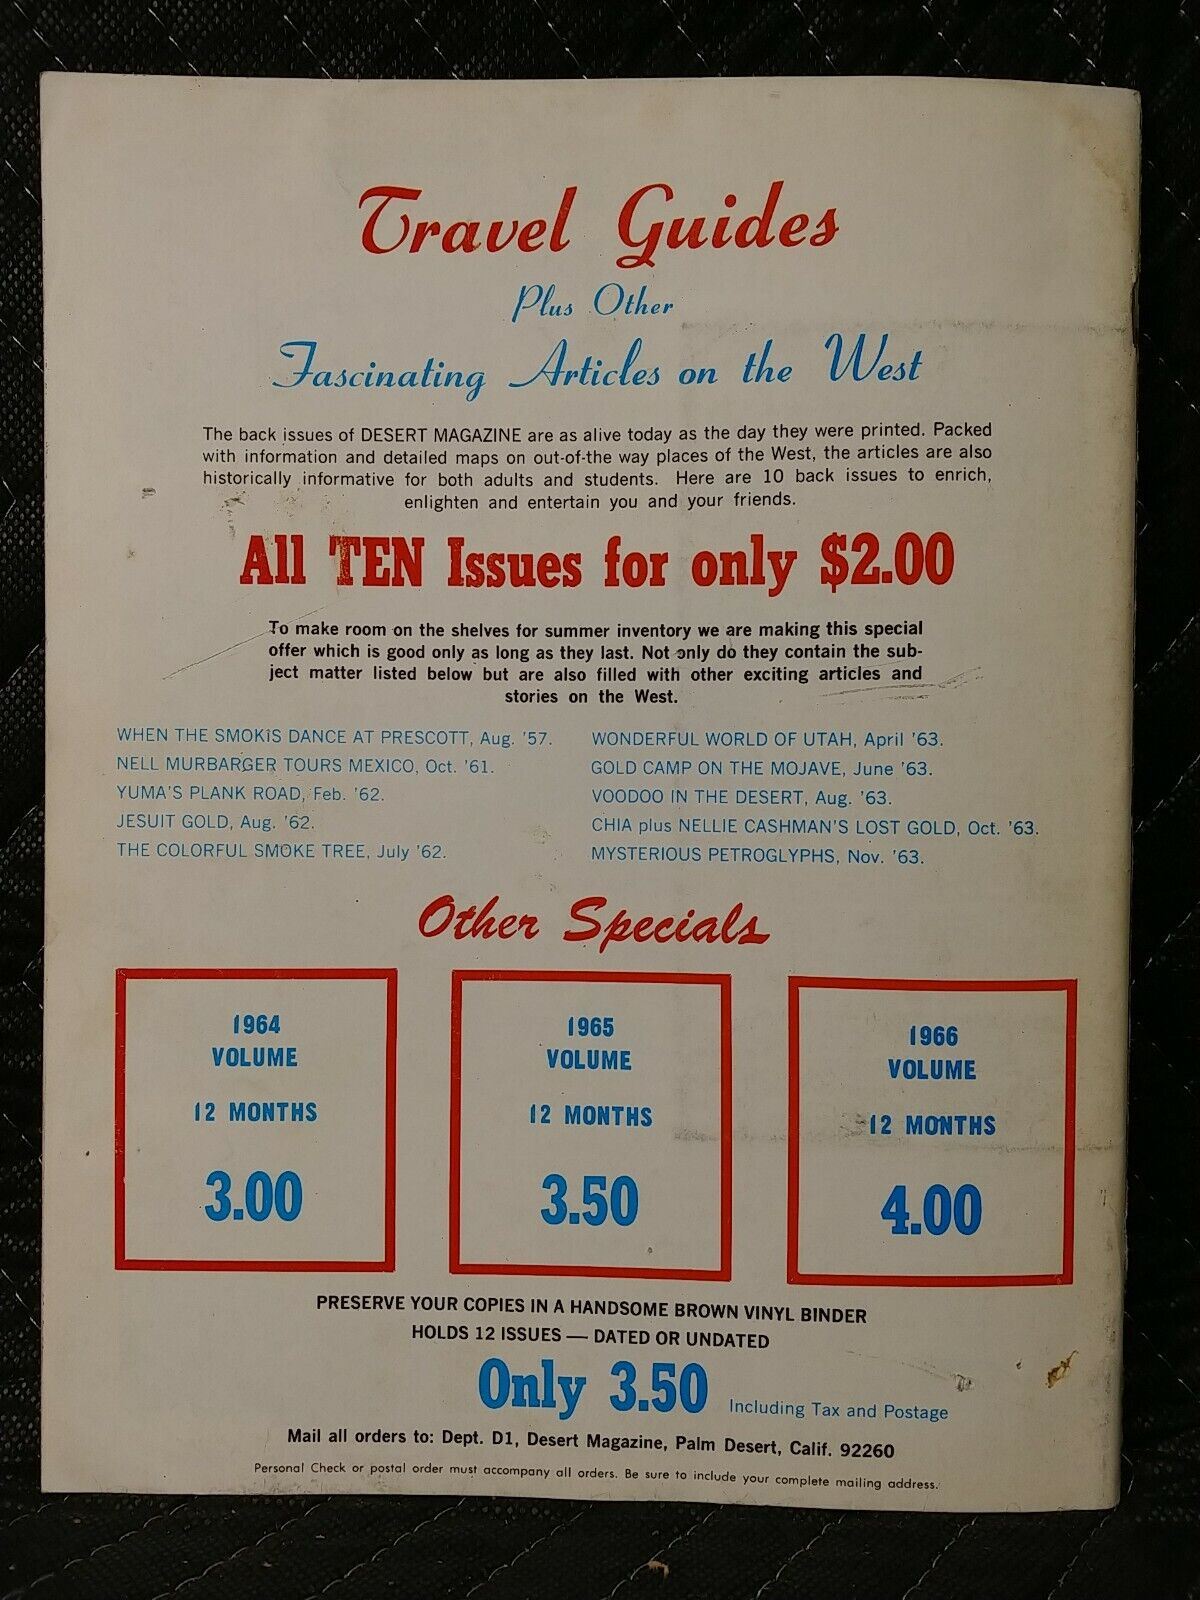 Travel Guides
Plus Other
Fascinating Articles on the West
The back issues of DESERT MAGAZINE are as alive today as the day they were printed. Packed
with information and detailed maps on out-of-the way places of the West, the articles are also
historically informative for both adults and students. Here are 10 back issues to enrich,
enlighten and entertain you and your friends.
All TEN Issues for only $2.00
To make room on the shelves for summer inventory we are making this special
offer which is good only as long as they last. Not only do they contain the sub-
ject matter listed below but are also filled with other exciting articles and
stories on the West.
WHEN THE SMOKiS DANCE AT PRESCOTT, Aug. '57.
NELL MURBARGER TOURS MEXICO, Oct. '61.
YUMA'S PLANK ROAD, Feb. '62.
JESUIT GOLD, Aug. '62.
THE COLORFUL SMOKE TREE, July '62.
WONDERFUL WORLD OF UTAH, April '63.
GOLD CAMP ON THE MOJAVE, June '63.
VOODOO IN THE DESERT, Aug. '63.
CHIA plus NELLIE CASHMAN'S LOST GOLD, Oct. '63.
MYSTERIOUS PETROGLYPHS, Nov. '63.
Other Specials
1964
VOLUME
12 MONTHS
3.00
1965
VOLUME
12 MONTHS
3.50
1966
VOLUME
12 MONTHS
4.00
PRESERVE YOUR COPIES IN A HANDSOME BROWN VINYL BINDER
HOLDS 12 ISSUES — DATED OR UNDATED
Only 3.50 Including Tax and Postage
Mail all orders to: Dept. D1, Desert Magazine, Palm Desert, Calif. 92260
Personal Check or postal order must accompany all orders. Be sure to include your complete mailing address.